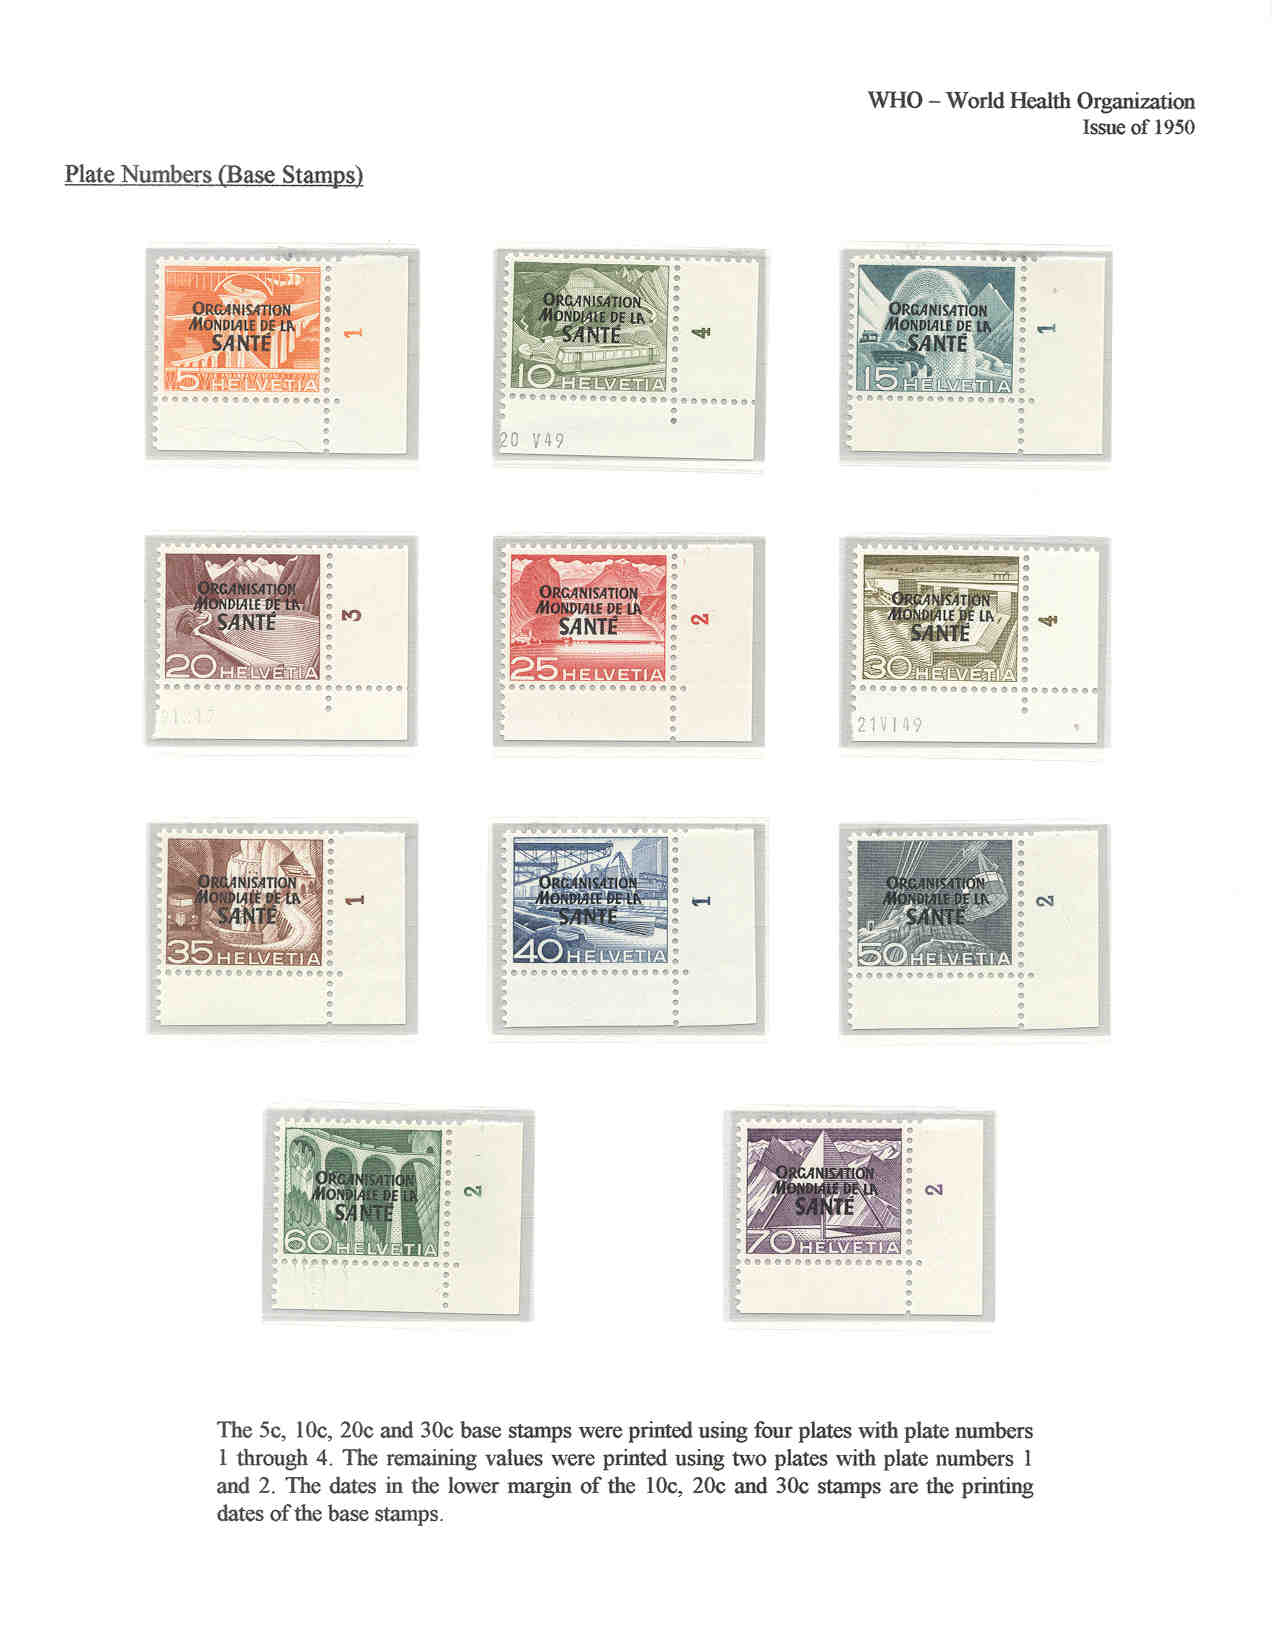 WHO – World Health Organization
Issue of 1950
Plate Numbers (Base Stamps)
ORGANISATION
MONDIALE DE LA
SANTÉ
5 HELVETIA
1
ORGANISATION
MONDIALE DE LA
SANTÉ
10 HELVETIA
4
20 V49
ORGANISATION
MONDIALE DE LA
SANTÉ
15 HELVETIA
1
ORGANISATION
MONDIALE DE LA
SANTÉ
20 HELVETIA
3
ORGANISATION
MONDIALE DE LA
SANTÉ
25 HELVETIA
2
ORGANISATION
MONDIALE DE LA
SANTÉ
30 HELVETIA
4
21VI49
ORGANISATION
MONDIALE DE LA
SANTÉ
35 HELVETIA
1
ORGANISATION
MONDIALE DE LA
SANTÉ
40 HELVETIA
1
ORGANISATION
MONDIALE DE LA
SANTÉ
50 HELVETIA
2
ORGANISATION
MONDIALE DE LA
SANTÉ
60 HELVETIA
2
ORGANISATION
MONDIALE DE LA
SANTÉ
70 HELVETIA
2
The 5c, 10c, 20c and 30c base stamps were printed using four plates with plate numbers
1 through 4. The remaining values were printed using two plates with plate numbers 1
and 2. The dates in the lower margin of the 10c, 20c and 30c stamps are the printing
dates of the base stamps.